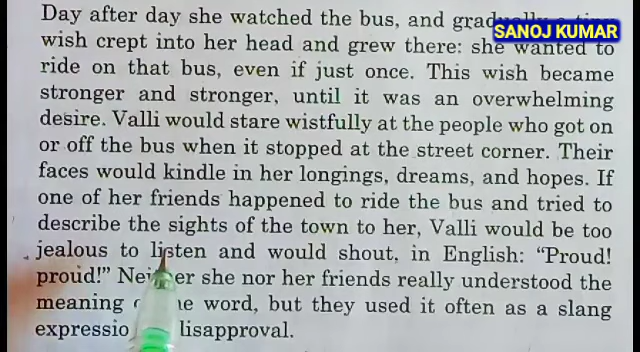 Day after day she watched the bus, and gradually a tiny
SANOJ KUMAR
wish crept into her head and grew there: she wanted to
ride on that bus, even if just once. This wish became
stronger and stronger, until it was an overwhelming
desire. Valli would stare wistfully at the people who got on
or off the bus when it stopped at the street corner. Their
faces would kindle in her longings, dreams, and hopes. If
one of her friends happened to ride the bus and tried to
describe the sights of the town to her, Valli would be too
jealous to listen and would shout, in English: “Proud!
proud!” Neither she nor her friends really understood the
meaning the word, but they used it often as a slang
expressio lisapproval.